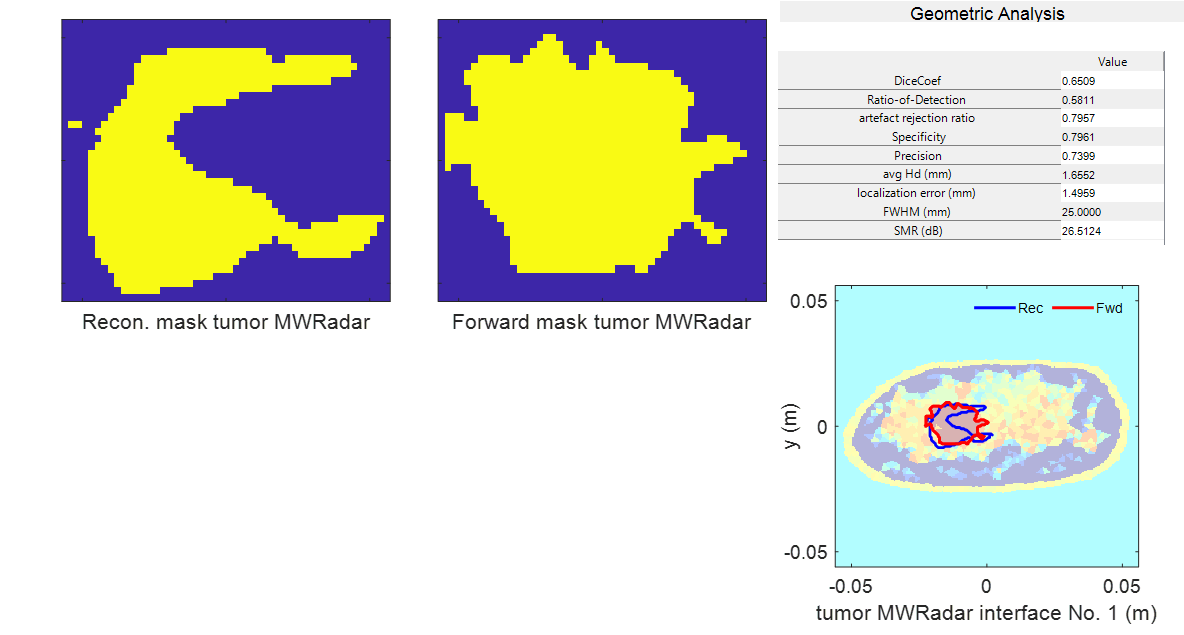 Recon. mask tumor MWRadar
Forward mask tumor MWRadar
Geometric Analysis
Value
DiceCoef 0.6509
Ratio-of-Detection 0.5811
artefact rejection ratio 0.7957
Specificity 0.7961
Precision 0.7399
avg Hd (mm) 1.6552
localization error (mm) 1.4959
FWHM (mm) 25.0000
SMR (dB) 26.5124
Rec Fwd
0.05
0
-0.05
y (m)
-0.05 0 0.05
tumor MWRadar interface No. 1 (m)